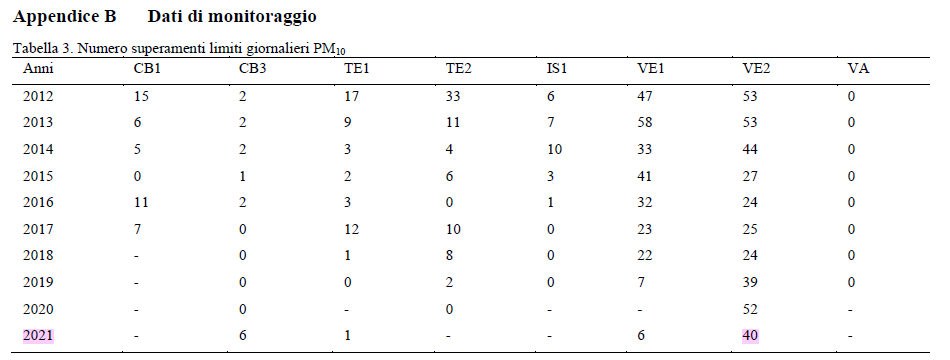 Appendice B Dati di monitoraggio
Tabella 3. Numero superamenti limiti giornalieri PM10
Anni CB1 CB3 TE1 TE2 IS1 VE1 VE2 VA
2012 15 2 17 33 6 47 53 0
2013 6 2 9 11 7 58 53 0
2014 5 2 3 4 10 33 44 0
2015 0 1 2 6 3 41 27 0
2016 11 2 3 0 1 32 24 0
2017 7 0 12 10 0 23 25 0
2018 - 0 1 8 0 22 24 0
2019 - 0 0 2 0 7 39 0
2020 - 0 - 0 - - 52 -
2021 - 6 1 - - 6 40 -